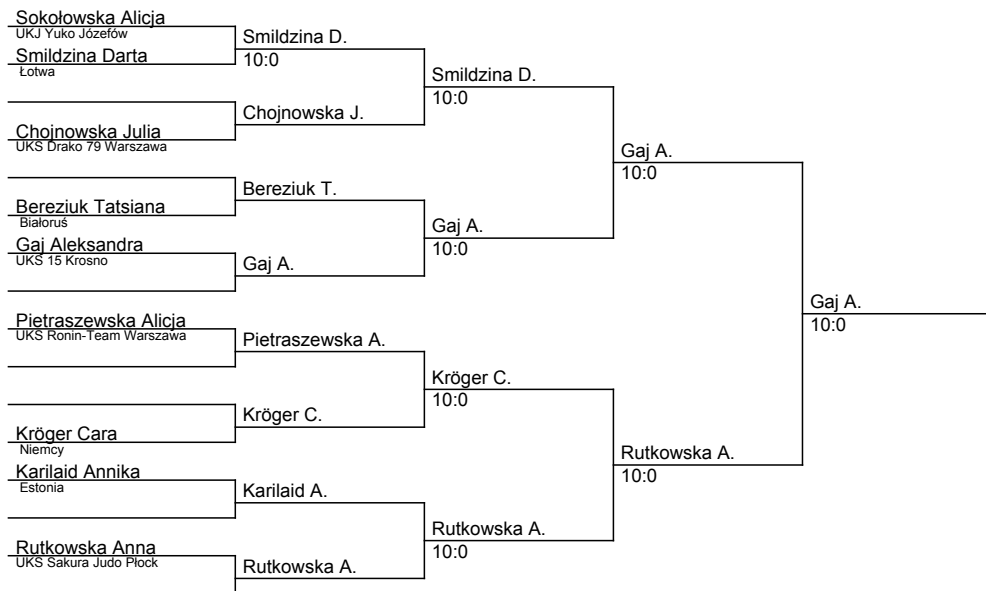 Sokołowska Alicja
UKJ Yuko Józefów
Smildzina Darta
Łotwa
Chojnowska Julia
UKS Drako 79 Warszawa
Bereziuk Tatsiana
Białoruś
Gaj Aleksandra
UKS 15 Krosno
Pietraszewska Alicja
UKS Ronin-Team Warszawa
Kröger Cara
Niemcy
Karilaid Annika
Estonia
Rutkowska Anna
UKS Sakura Judo Płock
Smildzina D.
10:0
Chojnowska J.
Bereziuk T.
Gaj A.
Pietraszewska A.
Kröger C.
Karilaid A.
Rutkowska A.
Smildzina D.
10:0
Gaj A.
10:0
Kröger C.
10:0
Rutkowska A.
10:0
Gaj A.
10:0
Rutkowska A.
10:0
Gaj A.
10:0